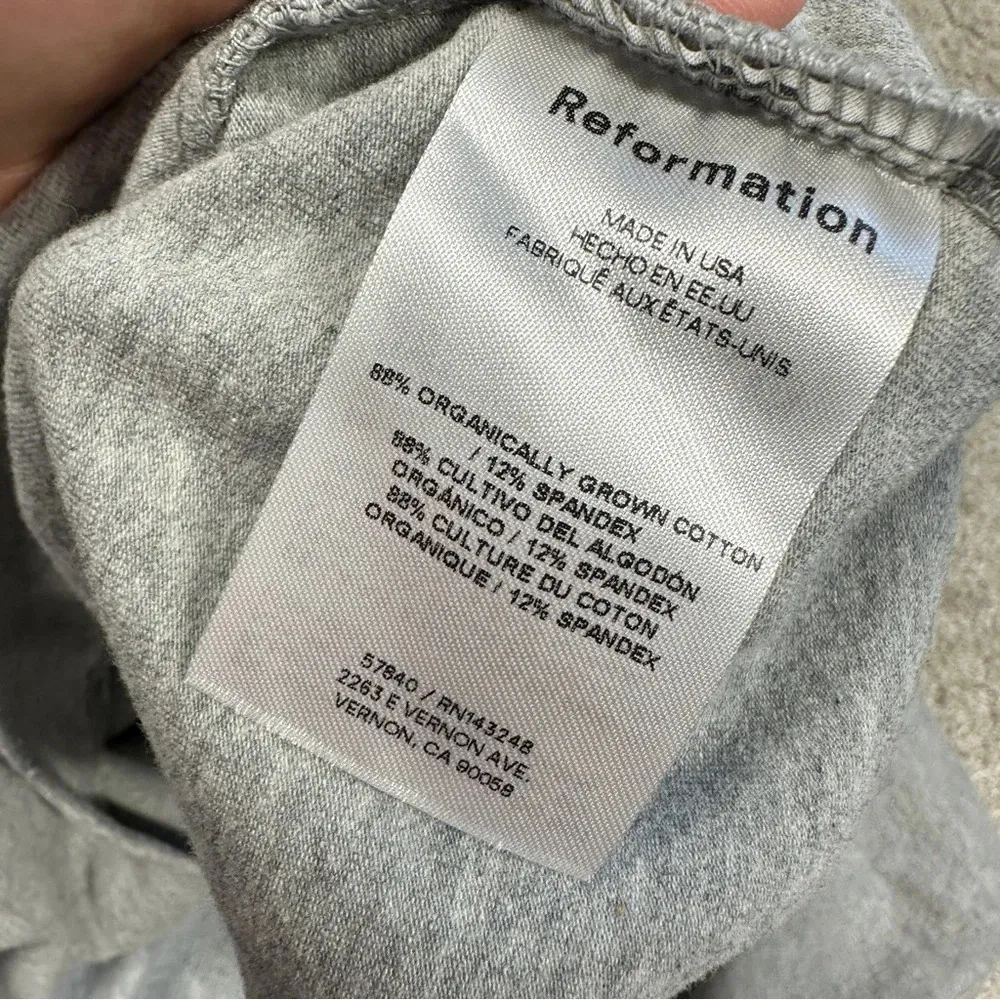 Reformation
MADE IN USA
HECHO EN EE.UU
FABRIQUÉ AUX ÉTATS-UNIS
88% ORGANICALLY GROWN COTTON
/ 12% SPANDEX
88% CULTIVO DEL ALGODÓN
ORGÁNICO / 12% SPANDEX
88% CULTURE DU COTON
ORGANIQUE / 12% SPANDEX
57840 / RN143248
2263 E VERNON AVE.
VERNON, CA 90058